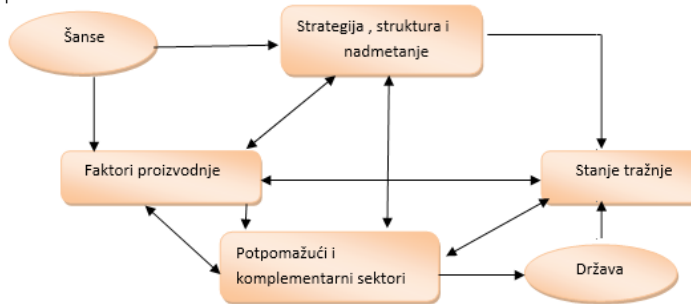 Šanse
Strategija , struktura i
nadmetanje
Faktori proizvodnje
Stanje tražnje
Potpomažući i
komplementarni sektori
Država